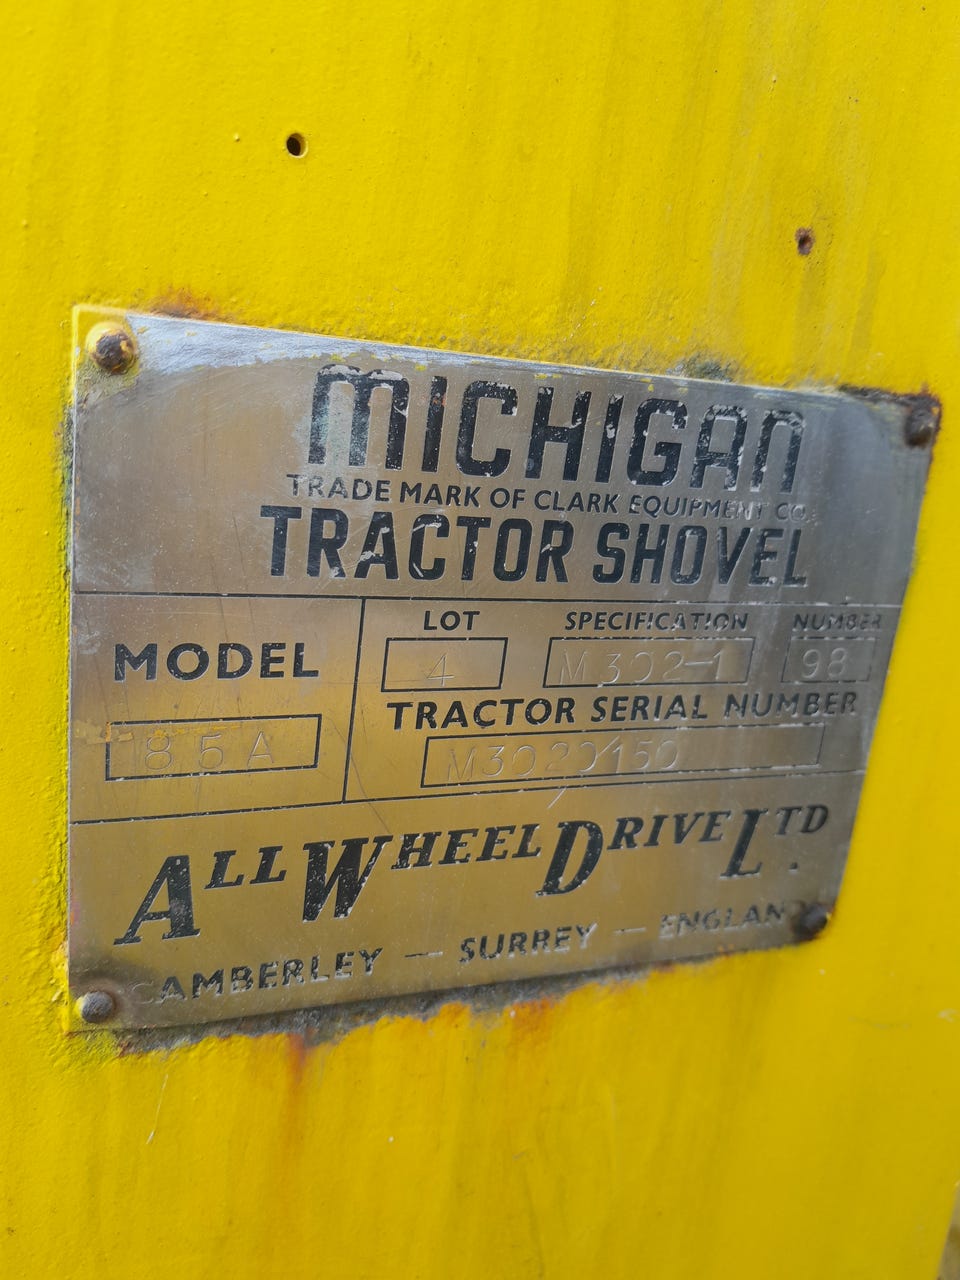 MICHIGAN
TRADE MARK OF CLARK EQUIPMENT CO.
TRACTOR SHOVEL
MODEL
85A
LOT SPECIFICATION NUMBER
4 M302-1 98
TRACTOR SERIAL NUMBER
M3020150
ALL WHEEL DRIVE LTD.
CAMBERLEY — SURREY — ENGLAND